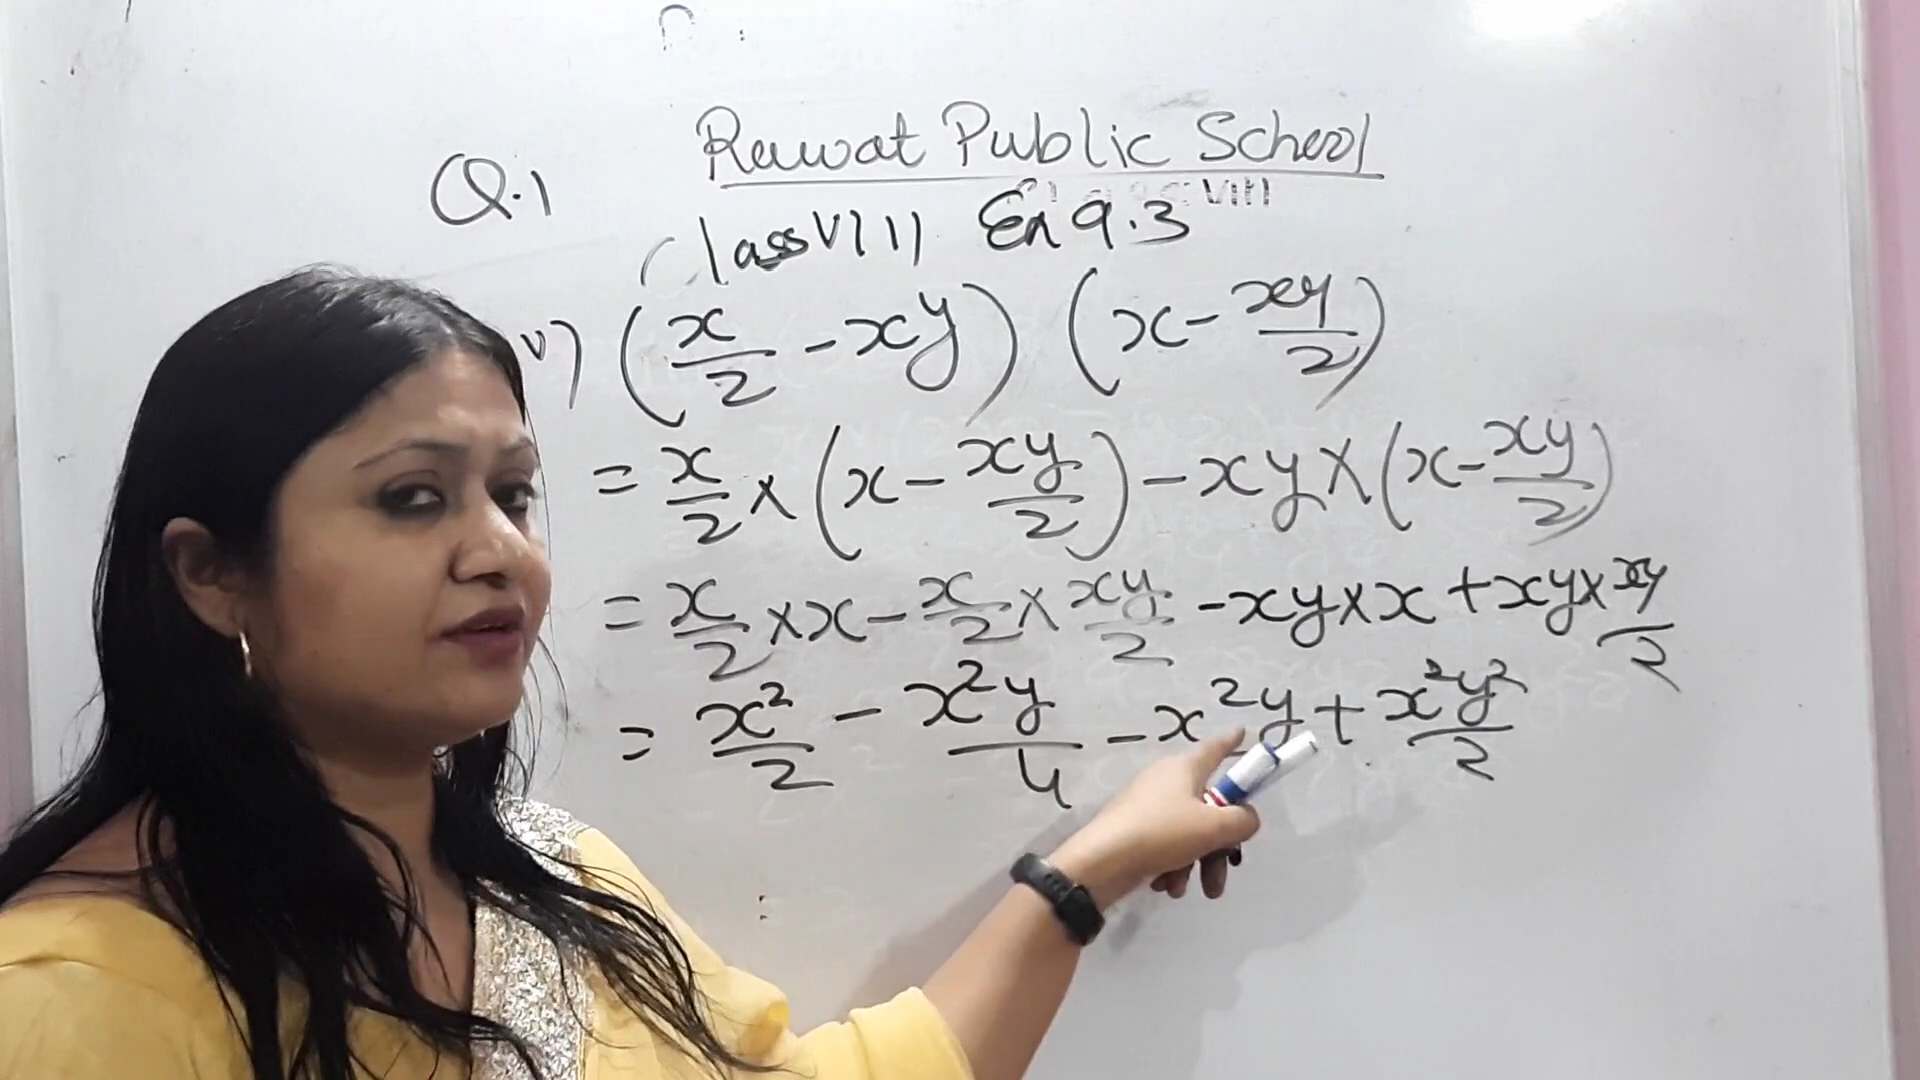 Rawat Public School
Q.1
Class VIII Ex 9.3 VIII
v) (x/2 - xy) (x - xy/2)
= x/2 × (x - xy/2) - xy × (x - xy/2)
= x/2 × x - x/2 × xy/2 - xy × x + xy × xy/2
= x²/2 - x²y/4 - x²y + x²y²/2